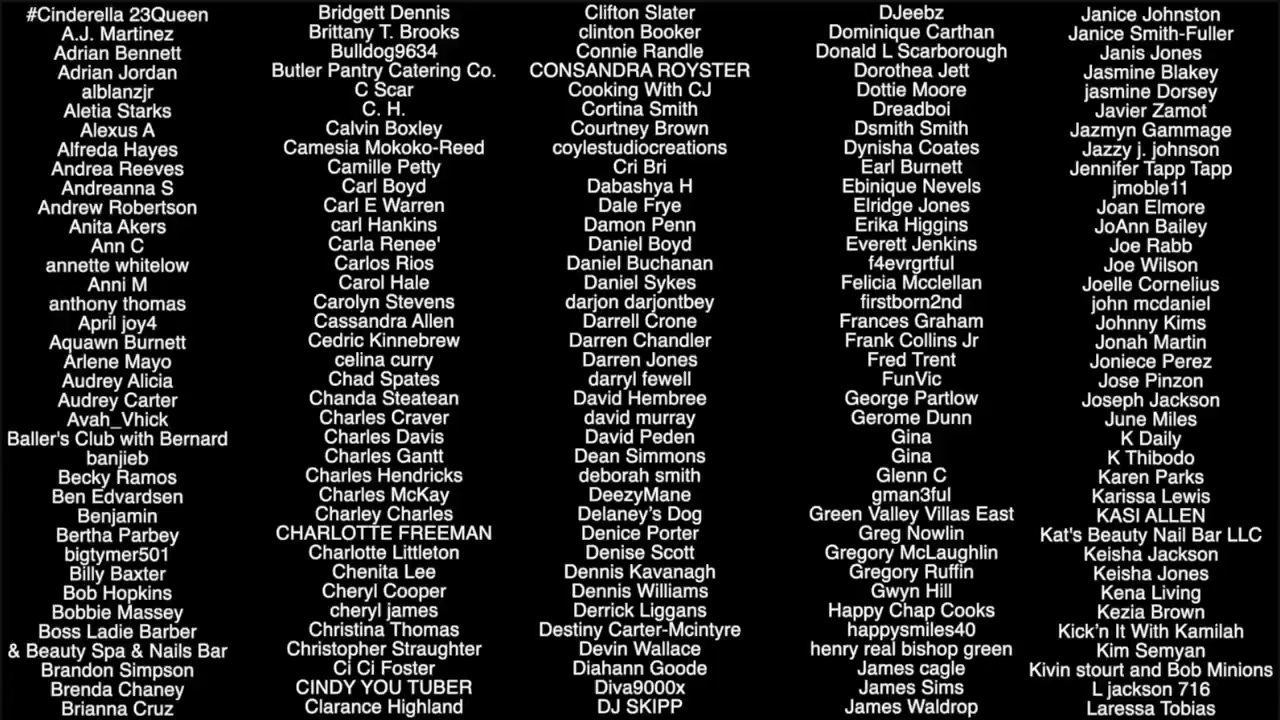 #Cinderella 23Queen
A.J. Martinez
Adrian Bennett
Adrian Jordan
alblanzjr
Aletia Starks
Alexus A
Alfreda Hayes
Andrea Reeves
Andreanna S
Andrew Robertson
Anita Akers
Ann C
annette whitelow
Anni M
anthony thomas
April joy4
Aquawn Burnett
Arlene Mayo
Audrey Alicia
Audrey Carter
Avah_Vhick
Baller's Club with Bernard
banjieb
Becky Ramos
Ben Edvardsen
Benjamin
Bertha Parbey
bigtymer501
Billy Baxter
Bob Hopkins
Bobbie Massey
Boss Ladie Barber
& Beauty Spa & Nails Bar
Brandon Simpson
Brenda Chaney
Brianna Cruz
Bridgett Dennis
Brittany T. Brooks
Bulldog9634
Butler Pantry Catering Co.
C Scar
C. H.
Calvin Boxley
Camesia Mokoko-Reed
Camille Petty
Carl Boyd
Carl E Warren
carl Hankins
Carla Renee'
Carlos Rios
Carol Hale
Carolyn Stevens
Cassandra Allen
Cedric Kinnebrew
celina curry
Chad Spates
Chanda Steatean
Charles Craver
Charles Davis
Charles Gantt
Charles Hendricks
Charles McKay
Charley Charles
CHARLOTTE FREEMAN
Charlotte Littleton
Chenita Lee
Cheryl Cooper
cheryl james
Christina Thomas
Christopher Straughter
Ci Ci Foster
CINDY YOU TUBER
Clarance Highland
Clifton Slater
clinton Booker
Connie Randle
CONSANDRA ROYSTER
Cooking With CJ
Cortina Smith
Courtney Brown
coylestudiocreations
Cri Bri
Dabashya H
Dale Frye
Damon Penn
Daniel Boyd
Daniel Buchanan
Daniel Sykes
darjon darjontbey
Darrell Crone
Darren Chandler
Darren Jones
darryl fewell
David Hembree
david murray
David Peden
Dean Simmons
deborah smith
DeezyMane
Delaney’s Dog
Denice Porter
Denise Scott
Dennis Kavanagh
Dennis Williams
Derrick Liggans
Destiny Carter-Mcintyre
Devin Wallace
Diahann Goode
Diva9000x
DJ SKIPP
DJeebz
Dominique Carthan
Donald L Scarborough
Dorothea Jett
Dottie Moore
Dreadboi
Dsmith Smith
Dynisha Coates
Earl Burnett
Ebinique Nevels
Elridge Jones
Erika Higgins
Everett Jenkins
f4evrgrtful
Felicia Mcclellan
firstborn2nd
Frances Graham
Frank Collins Jr
Fred Trent
FunVic
George Partlow
Gerome Dunn
Gina
Gina
Glenn C
gman3ful
Green Valley Villas East
Greg Nowlin
Gregory McLaughlin
Gregory Ruffin
Gwyn Hill
Happy Chap Cooks
happysmiles40
henry real bishop green
James cagle
James Sims
James Waldrop
Janice Johnston
Janice Smith-Fuller
Janis Jones
Jasmine Blakey
jasmine Dorsey
Javier Zamot
Jazmyn Gammage
Jazzy j. johnson
Jennifer Tapp Tapp
jmoble11
Joan Elmore
JoAnn Bailey
Joe Rabb
Joe Wilson
Joelle Cornelius
john mcdaniel
Johnny Kims
Jonah Martin
Joniece Perez
Jose Pinzon
Joseph Jackson
June Miles
K Daily
K Thibodo
Karen Parks
Karissa Lewis
KASI ALLEN
Kat's Beauty Nail Bar LLC
Keisha Jackson
Keisha Jones
Kena Living
Kezia Brown
Kick’n It With Kamilah
Kim Semyan
Kivin stourt and Bob Minions
L jackson 716
Laressa Tobias